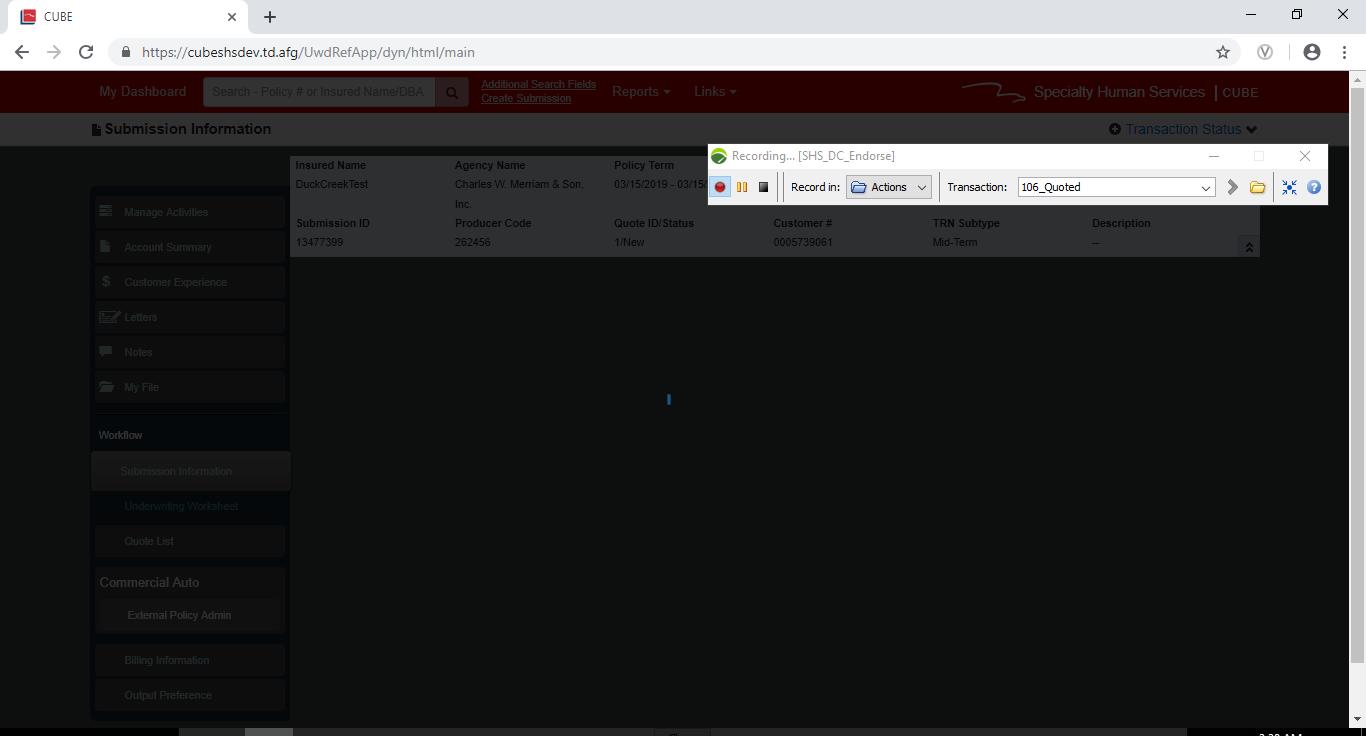 CUBE
https://cubeshsdev.td.afg/UwdRefApp/dyn/html/main
My Dashboard
Search - Policy # or Insured Name/DBA
Additional Search Fields
Create Submission
Reports
Links
Specialty Human Services | CUBE
Submission Information
Transaction Status
Recording... [SHS_DC_Endorse]
Record in:
Actions
Transaction:
106_Quoted
Insured Name
Agency Name
Policy Term
DuckCreekTest
Charles W. Merriam & Son,
Inc.
03/15/2019 - 03/15/
Submission ID
Producer Code
Quote ID/Status
Customer #
TRN Subtype
Description
13477399
262456
1/New
0005739061
Mid-Term
--
Manage Activities
Account Summary
$ Customer Experience
Letters
Notes
My File
Workflow
Submission Information
Underwriting Worksheet
Quote List
Commercial Auto
External Policy Admin
Billing Information
Output Preference